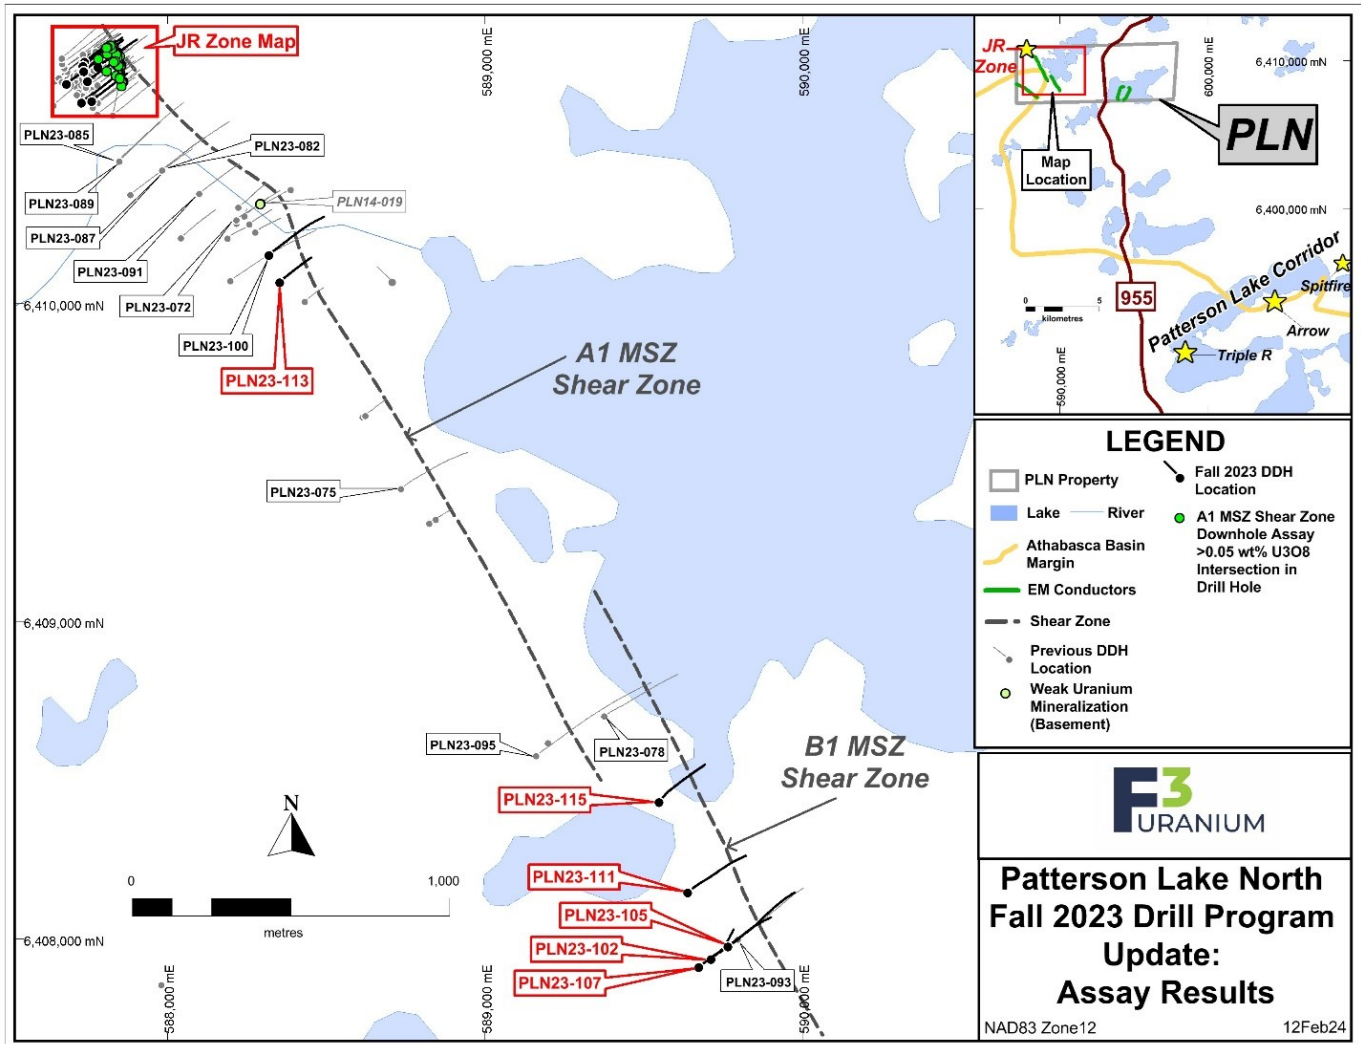 JR Zone Map
589,000 mE
590,000 mE
PLN23-085
PLN23-082
PLN23-089
PLN14-019
PLN23-087
PLN23-091
PLN23-072
6,410,000 mN
PLN23-100
PLN23-113
A1 MSZ
Shear Zone
PLN23-075
6,409,000 mN
PLN23-095
PLN23-078
B1 MSZ
Shear Zone
PLN23-115
N
0
1,000
metres
PLN23-111
PLN23-105
PLN23-102
PLN23-107
PLN23-093
6,408,000 mN
588,000 mE
589,000 mE
590,000 mE
JR
Zone
600,000 mE
6,410,000 mN
PLN
Map
Location
6,400,000 mN
Patterson Lake Corridor
Spitfire
955
0
5
kilometres
Arrow
Triple R
590,000 mE
LEGEND
PLN Property
Lake
River
Athabasca Basin
Margin
EM Conductors
Shear Zone
Previous DDH
Location
Weak Uranium
Mineralization
(Basement)
Fall 2023 DDH
Location
A1 MSZ Shear Zone
Downhole Assay
>0.05 wt% U3O8
Intersection in
Drill Hole
F3
URANIUM
Patterson Lake North
Fall 2023 Drill Program
Update:
Assay Results
NAD83 Zone12
12Feb24